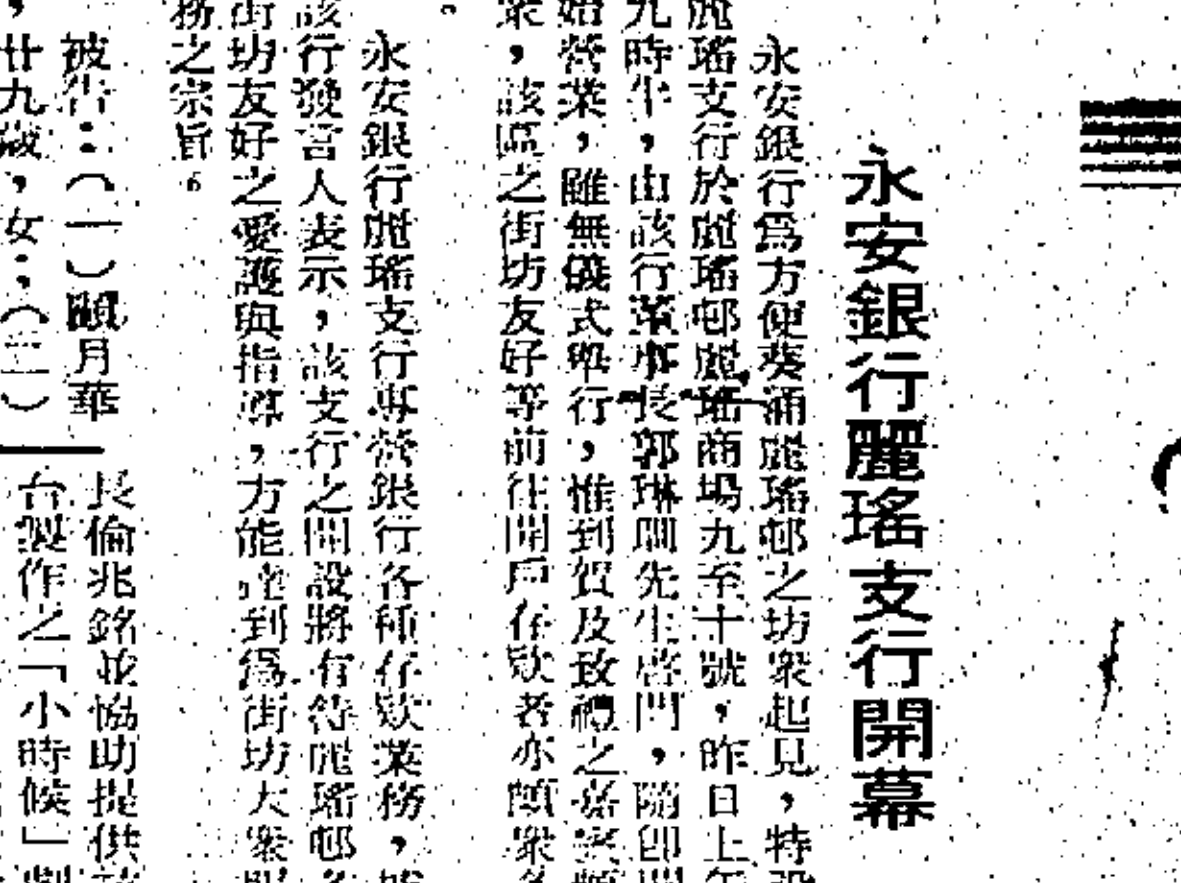 永安銀行麗瑤支行開幕
永安銀行爲方便葵涌麗瑤邨之坊衆起見，特設
麗瑤支行於麗瑤邨麗瑤商場九至十號，昨日上午
九時半，由該行董事長郭琳閣先生啓門，隨卽開
始營業，雖無儀式舉行，惟到賀及致禮之嘉賓頗
衆，該區之街坊友好等前往開戶存欵者亦頗衆多
。
永安銀行麗瑤支行專營銀行各種存欵業務，據
該行發言人表示，該支行之開設將有待麗瑤邨各
街坊友好之愛護與指導，方能達到爲街坊大衆服
務之宗旨。
被告：（一）顧月華
，廿九歲，女；（二）
長倫兆銘並協助提供
台製作之「小時候」劇